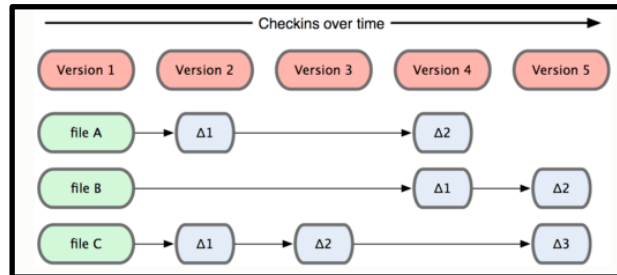 Checkins over time
Version 1 Version 2 Version 3 Version 4 Version 5
file A Δ1 Δ2
file B Δ1 Δ2
file C Δ1 Δ2 Δ3